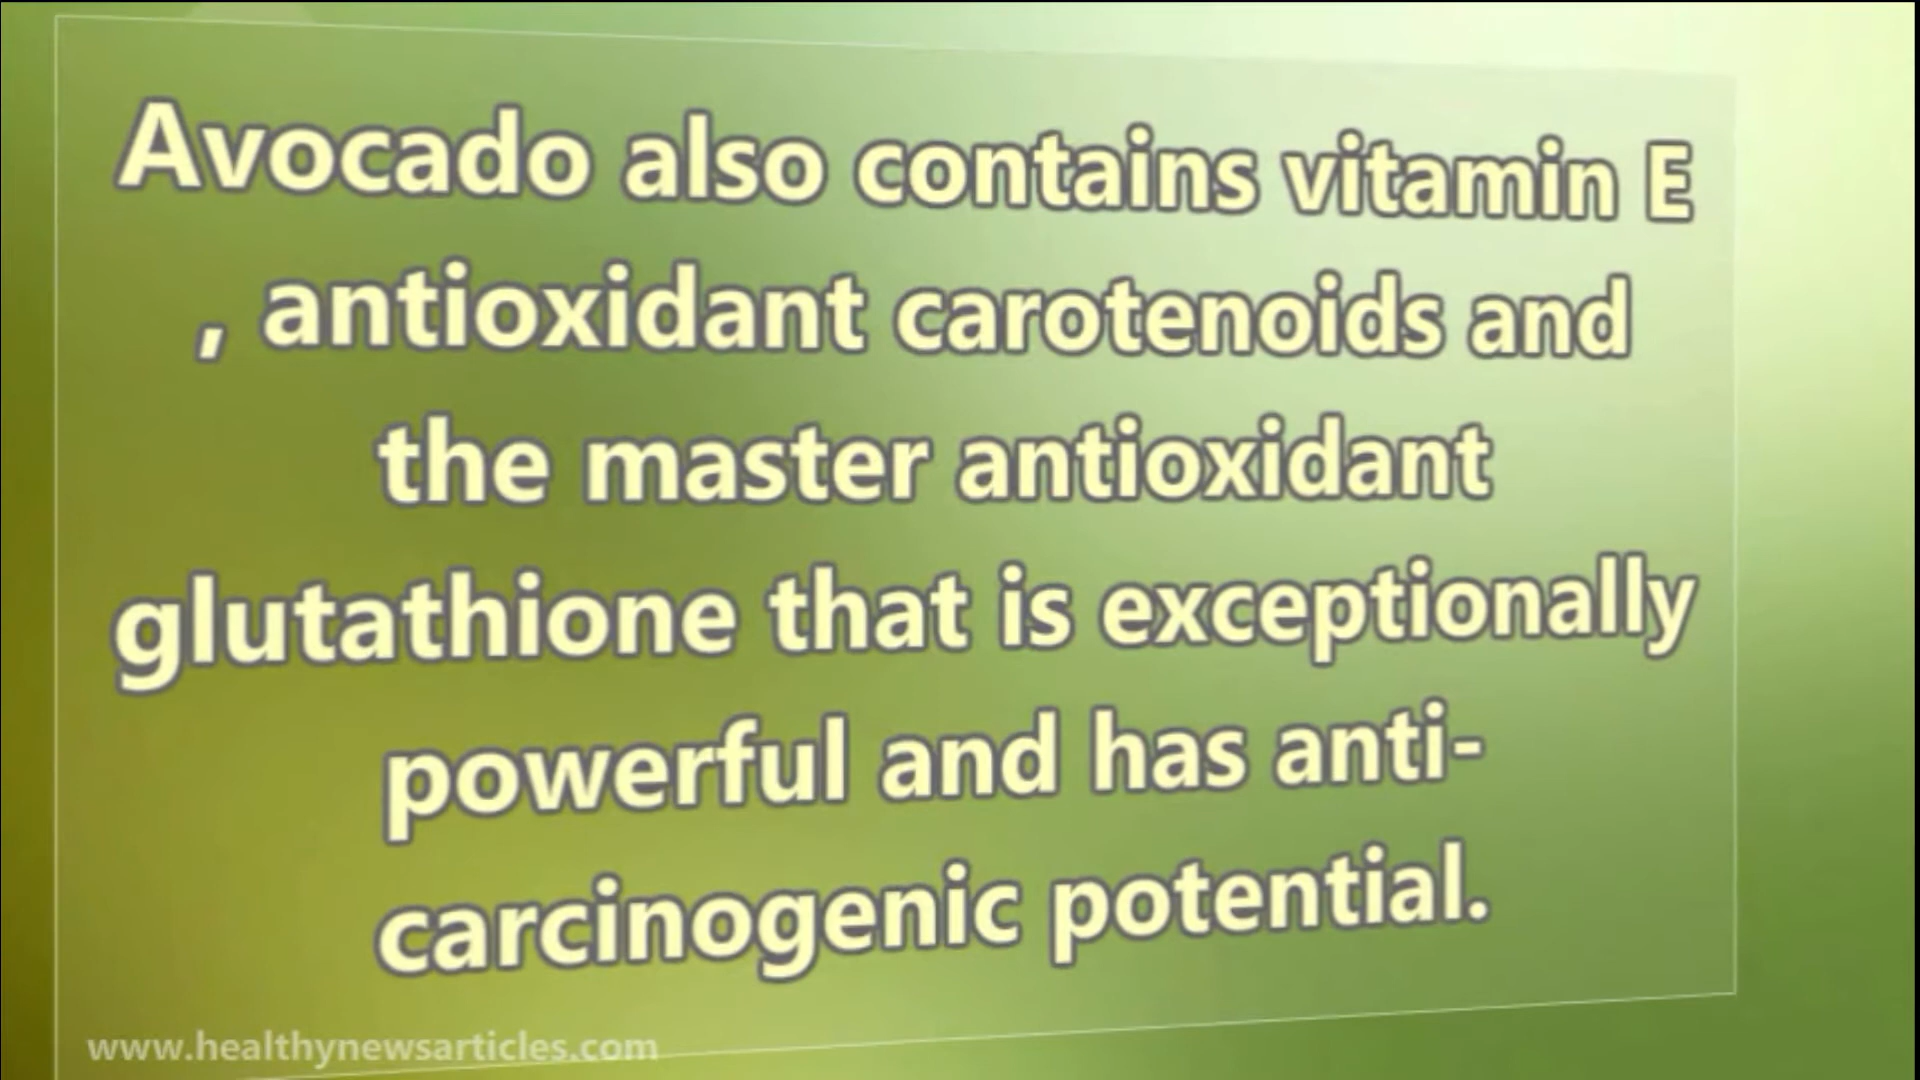 Avocado also contains vitamin E
, antioxidant carotenoids and
the master antioxidant
glutathione that is exceptionally
powerful and has anti-
carcinogenic potential.
www.healthynewsarticles.com